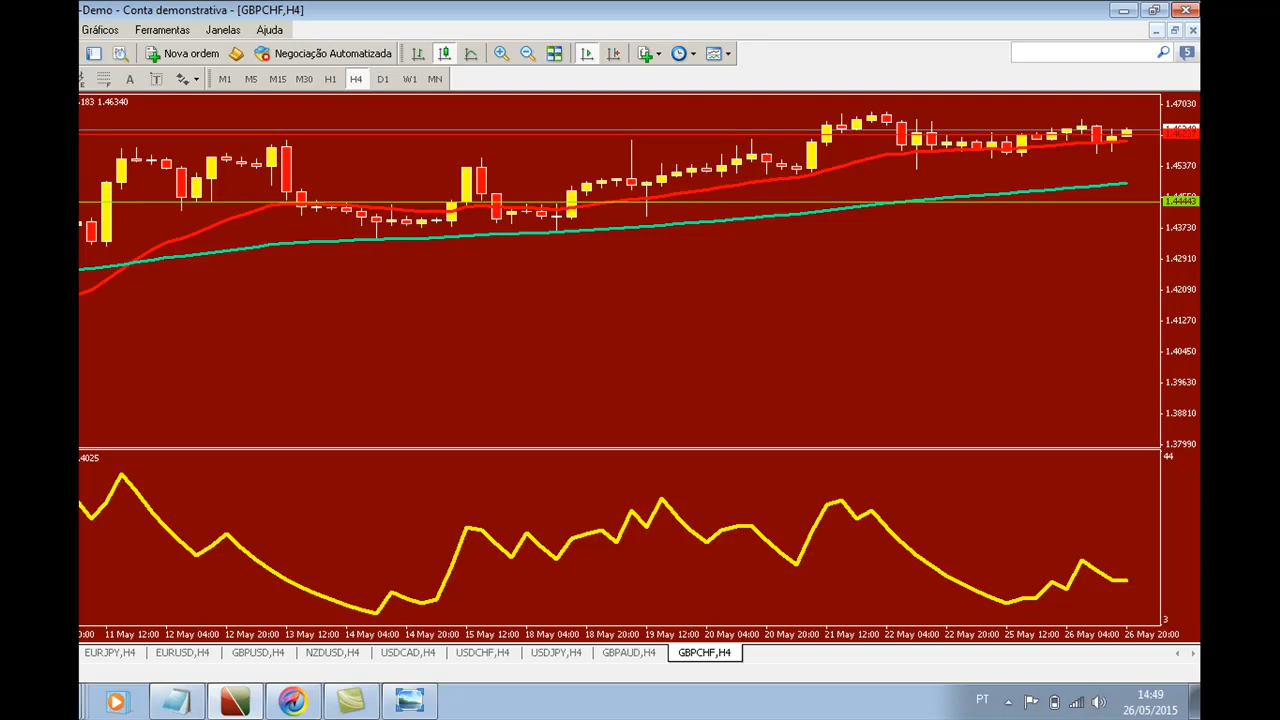 -Demo - Conta demonstrativa - [GBPCHF,H4]
Gráficos Ferramentas Janelas Ajuda
Nova ordem Negociação Automatizada 5
A T M1 M5 M15 M30 H1 H4 D1 W1 MN
183 1.46340
1.47030
1.45370
1.44550
1.44443
1.43730
1.42910
1.42090
1.41270
1.40450
1.39630
1.38810
1.37990
4025
44
3
11 May 12:00 12 May 04:00 12 May 20:00 13 May 12:00 14 May 04:00 14 May 20:00 15 May 12:00 18 May 04:00 18 May 20:00 19 May 12:00 20 May 04:00 20 May 20:00 21 May 12:00 22 May 04:00 22 May 20:00 25 May 12:00 26 May 04:00 26 May 20:00
EURJPY,H4 EURUSD,H4 GBPUSD,H4 NZDUSD,H4 USDCAD,H4 USDCHF,H4 USDJPY,H4 GBPAUD,H4 GBPCHF,H4
PT 14:49
26/05/2015